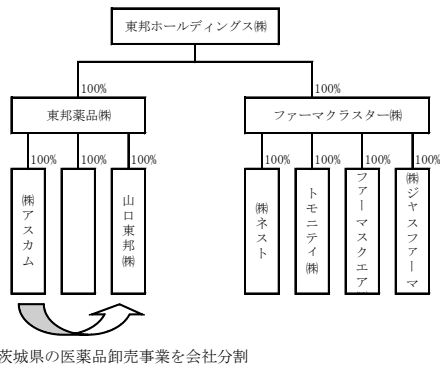 東邦ホールディングス㈱
100%
100%
東邦薬品㈱
ファーマクラスター㈱
100%
100%
100%
100%
100%
100%
100%
㈱アスカム
山口東邦㈱
㈱ネスト
トモニティ㈱
ファーマスクエア
㈱ジャスファーマ
茨城県の医薬品卸売事業を会社分割